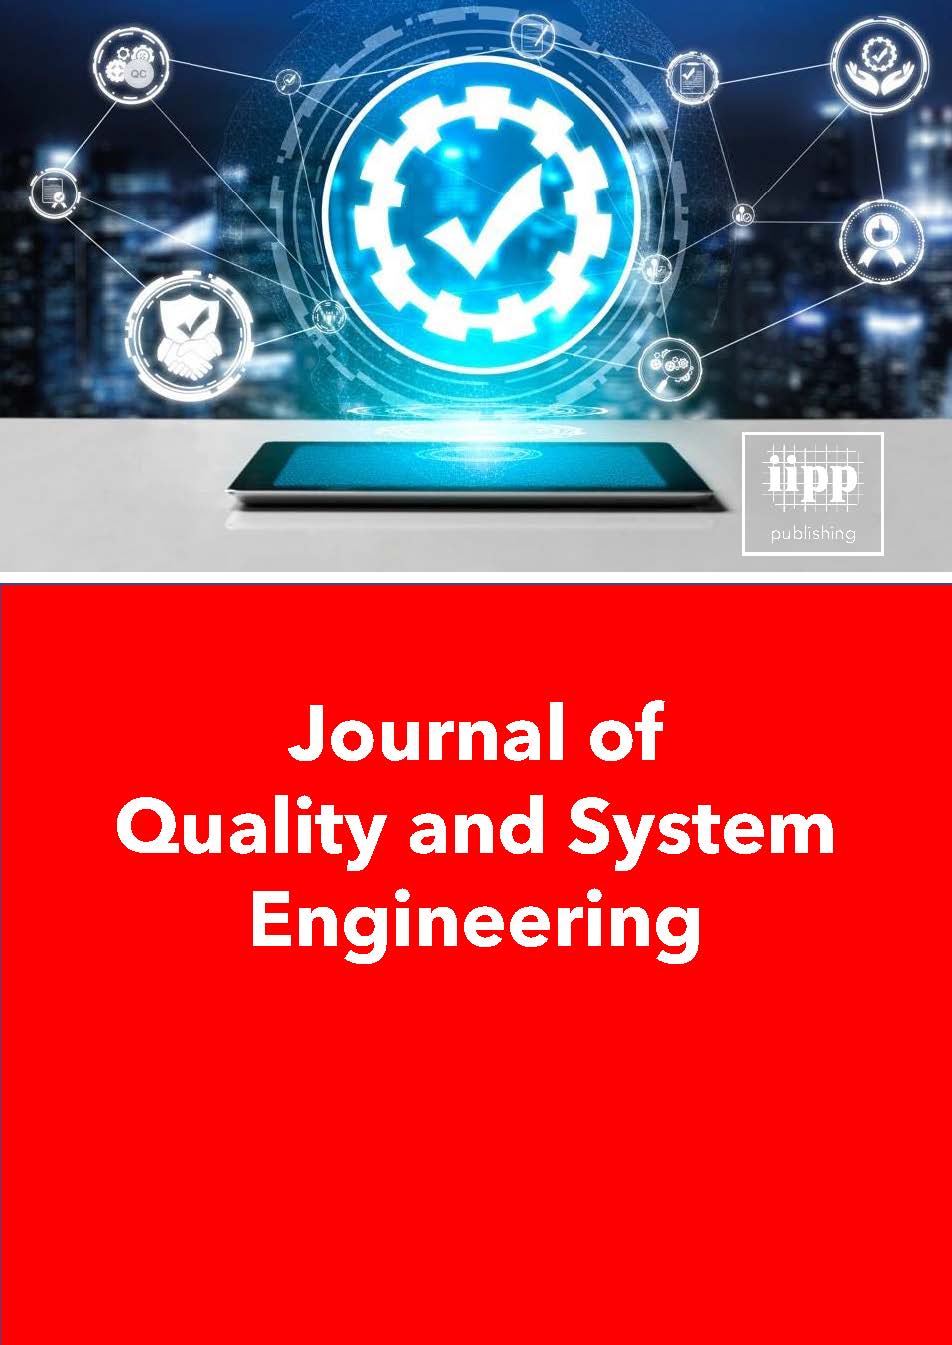 QC
iipp
publishing
Journal of
Quality and System
Engineering